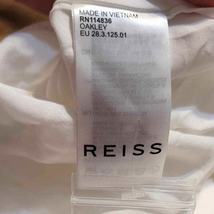 MADE IN VIETNAM
RN114836
OAKLEY
EU 28.3.125.01
REISS